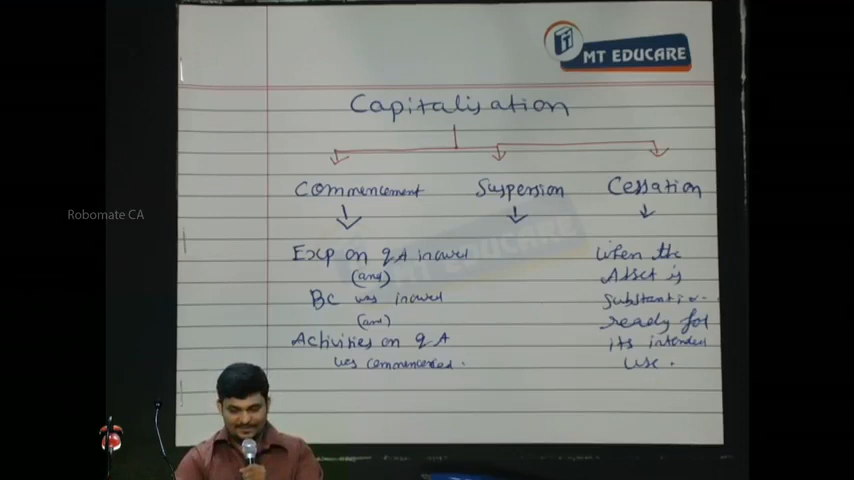 MT EDUCARE
Capitalisation
Commencement Suspension Cessation
Robomate CA
Exp on qA incurred
(and)
BC was incurred
(and)
Activities on qA
was commenced.
when the
Asset is
ready for
its intended
use.